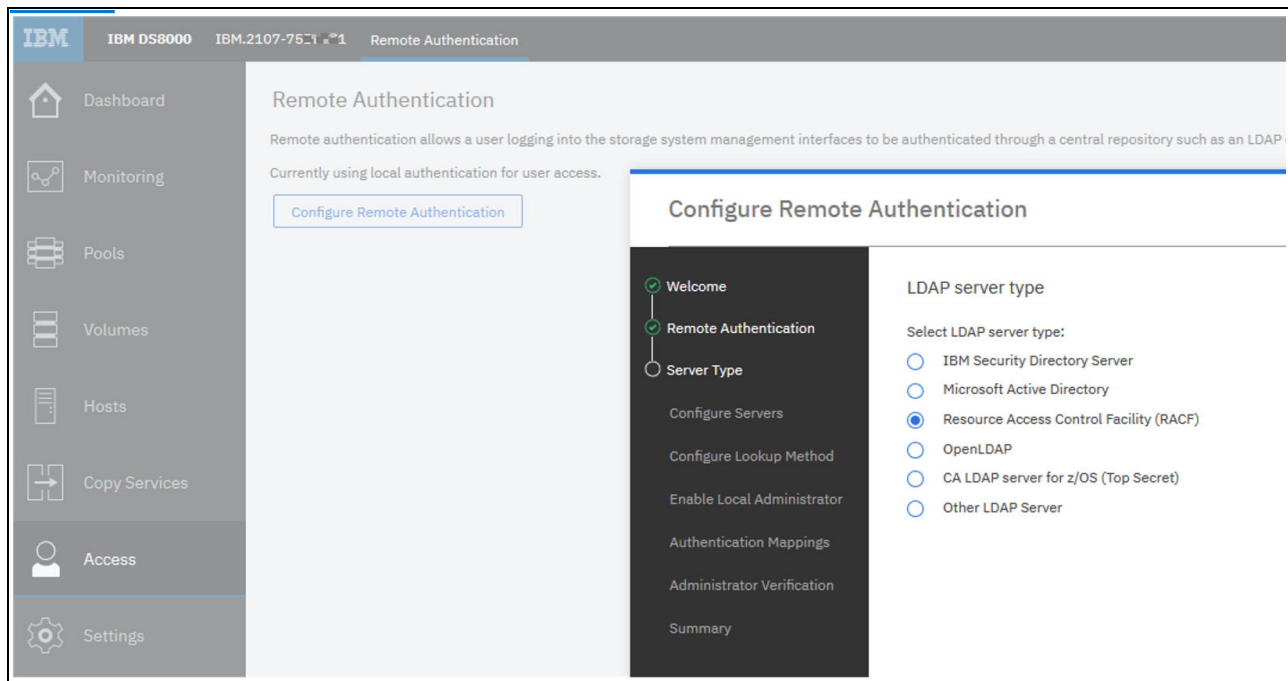 IBM IBM DS8000 IBM.2107-75 1 Remote Authentication
Dashboard
Monitoring
Pools
Volumes
Hosts
Copy Services
Access
Settings
Remote Authentication
Remote authentication allows a user logging into the storage system management interfaces to be authenticated through a central repository such as an LDAP
Currently using local authentication for user access.
Configure Remote Authentication
Configure Remote Authentication
Welcome
Remote Authentication
Server Type
Configure Servers
Configure Lookup Method
Enable Local Administrator
Authentication Mappings
Administrator Verification
Summary
LDAP server type
Select LDAP server type:
IBM Security Directory Server
Microsoft Active Directory
Resource Access Control Facility (RACF)
OpenLDAP
CA LDAP server for z/OS (Top Secret)
Other LDAP Server